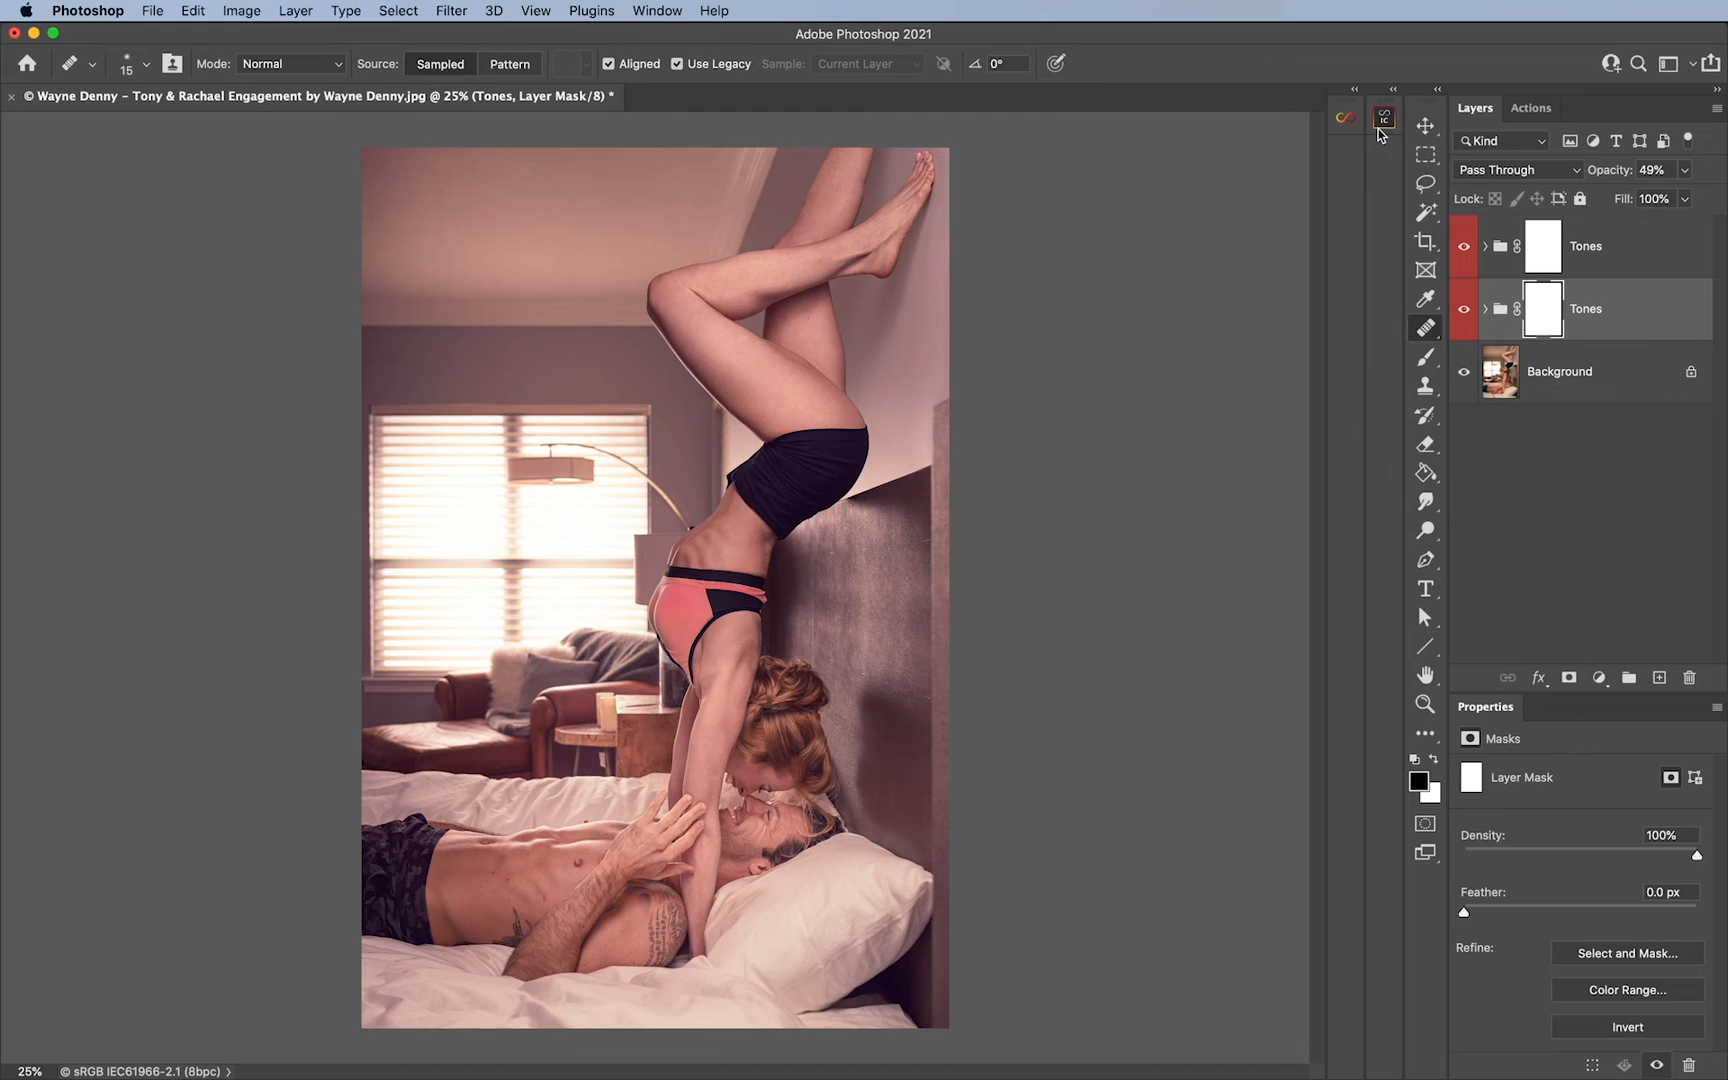 Photoshop File Edit Image Layer Type Select Filter 3D View Plugins Window Help
Adobe Photoshop 2021
15 Mode: Normal Source: Sampled Pattern Aligned Use Legacy Sample: Current Layer 0°
× © Wayne Denny – Tony & Rachael Engagement by Wayne Denny.jpg @ 25% (Tones, Layer Mask/8) *
IC
Layers Actions
Kind
Pass Through Opacity: 49%
Lock: Fill: 100%
Tones
Tones
Background
fx
Properties
Masks
Layer Mask
Density: 100%
Feather: 0.0 px
Refine: Select and Mask...
Color Range...
Invert
25% © sRGB IEC61966-2.1 (8bpc)